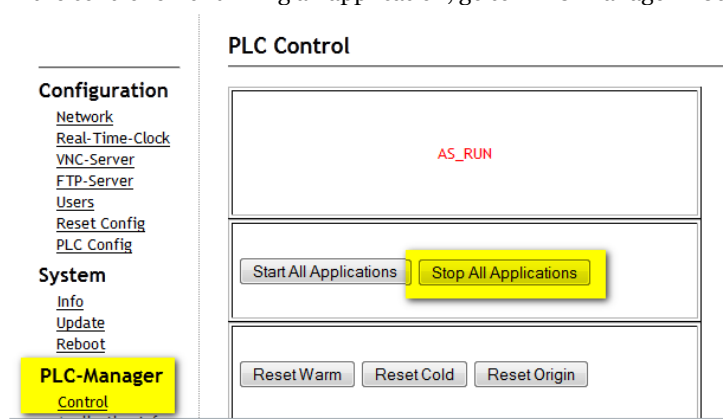 PLC Control
Configuration
Network
Real-Time-Clock
VNC-Server
FTP-Server
Users
Reset Config
PLC Config
System
Info
Update
Reboot
PLC-Manager
Control
AS_RUN
Start All Applications Stop All Applications
Reset Warm Reset Cold Reset Origin